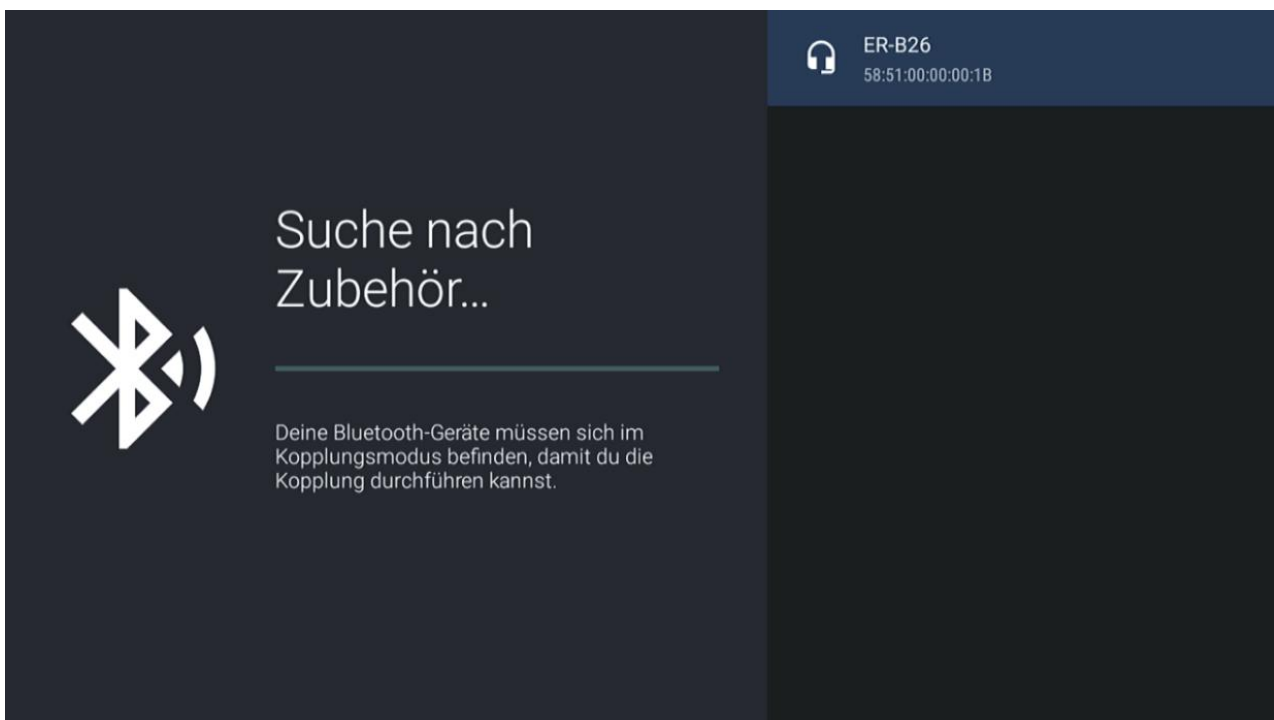 Suche nach
Zubehör...
Deine Bluetooth-Geräte müssen sich im
Kopplungsmodus befinden, damit du die
Kopplung durchführen kannst.
ER-B26
58:51:00:00:00:1B